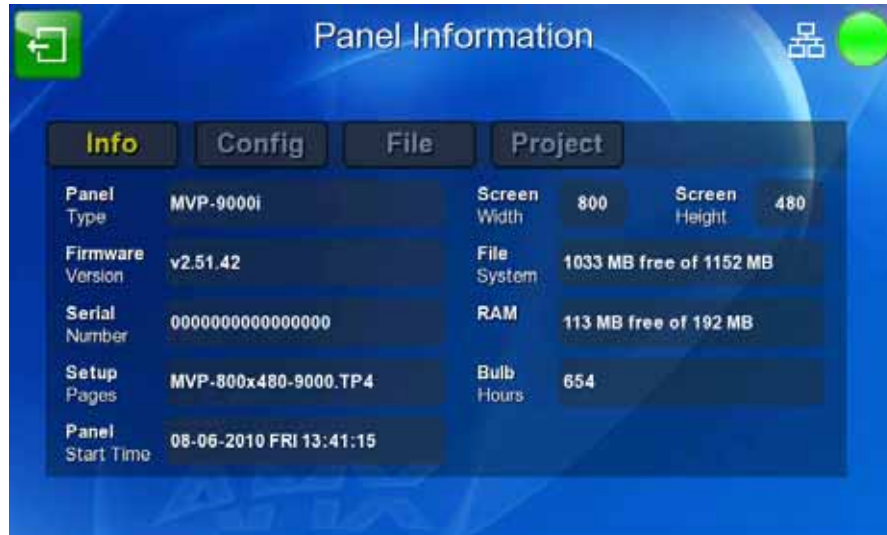 Panel Information
Info Config File Project
Panel Type MVP-9000i
Screen Width 800
Screen Height 480
Firmware Version v2.51.42
File System 1033 MB free of 1152 MB
Serial Number 0000000000000000
RAM 113 MB free of 192 MB
Setup Pages MVP-800x480-9000.TP4
Bulb Hours 654
Panel Start Time 08-06-2010 FRI 13:41:15
AMX